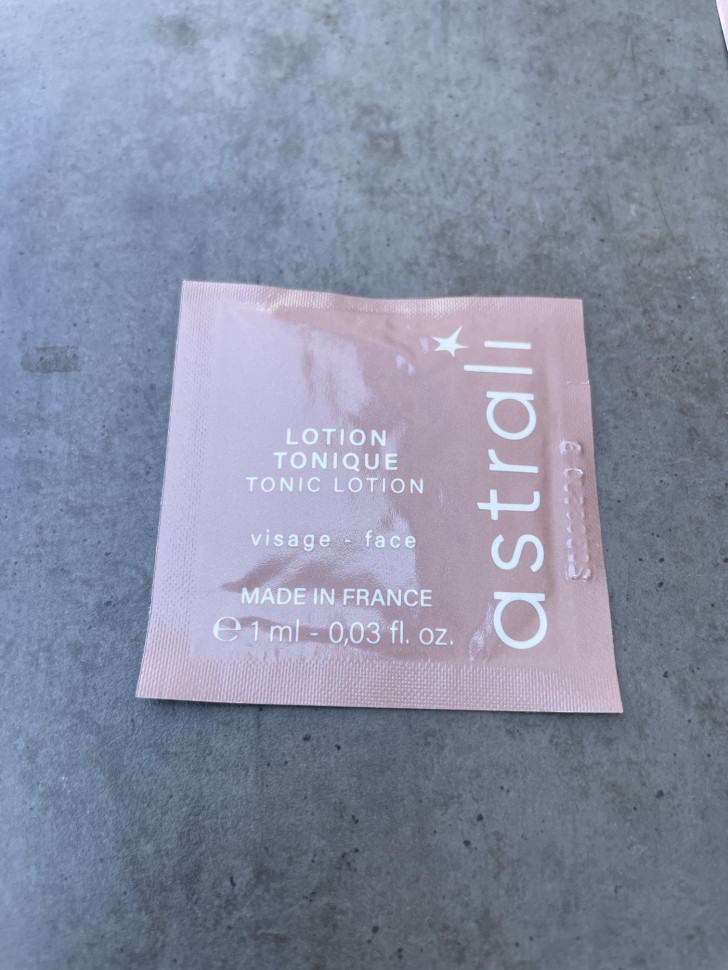 LOTION
TONIQUE
TONIC LOTION
visage - face
MADE IN FRANCE
℮ 1 ml - 0,03 fl. oz.
astrali